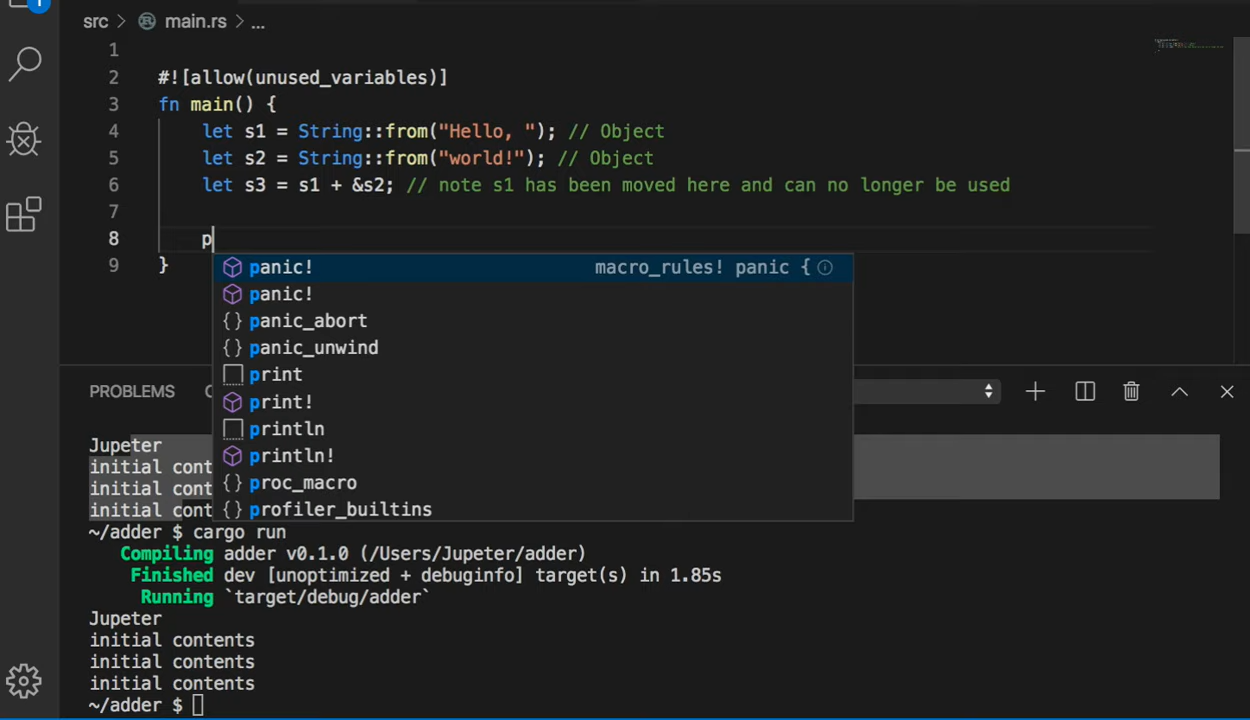 1
src > main.rs > ...
1
2 #![allow(unused_variables)]
3 fn main() {
4 let s1 = String::from("Hello, "); // Object
5 let s2 = String::from("world!"); // Object
6 let s3 = s1 + &s2; // note s1 has been moved here and can no longer be used
7
8 p
9 }
panic! macro_rules! panic {
panic!
{} panic_abort
{} panic_unwind
print
print!
println
println!
{} proc_macro
{} profiler_builtins
PROBLEMS
Jupeter
initial cont
initial cont
initial cont
~/adder $ cargo run
Compiling adder v0.1.0 (/Users/Jupeter/adder)
Finished dev [unoptimized + debuginfo] target(s) in 1.85s
Running `target/debug/adder`
Jupeter
initial contents
initial contents
initial contents
~/adder $